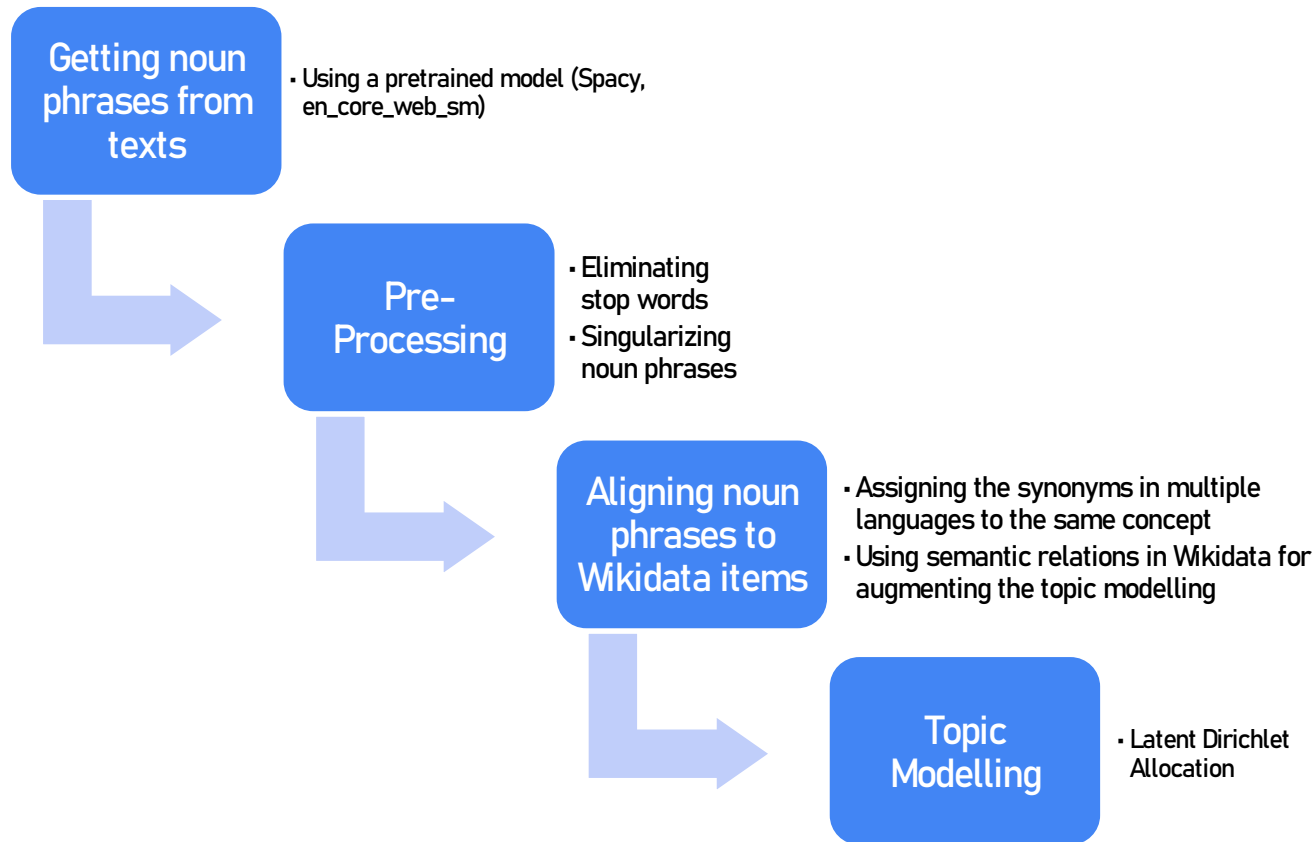 Getting noun
phrases from
texts
▪ Using a pretrained model (Spacy,
en_core_web_sm)
Pre-
Processing
▪ Eliminating
stop words
▪ Singularizing
noun phrases
Aligning noun
phrases to
Wikidata items
▪ Assigning the synonyms in multiple
languages to the same concept
▪ Using semantic relations in Wikidata for
augmenting the topic modelling
Topic
Modelling
▪ Latent Dirichlet
Allocation